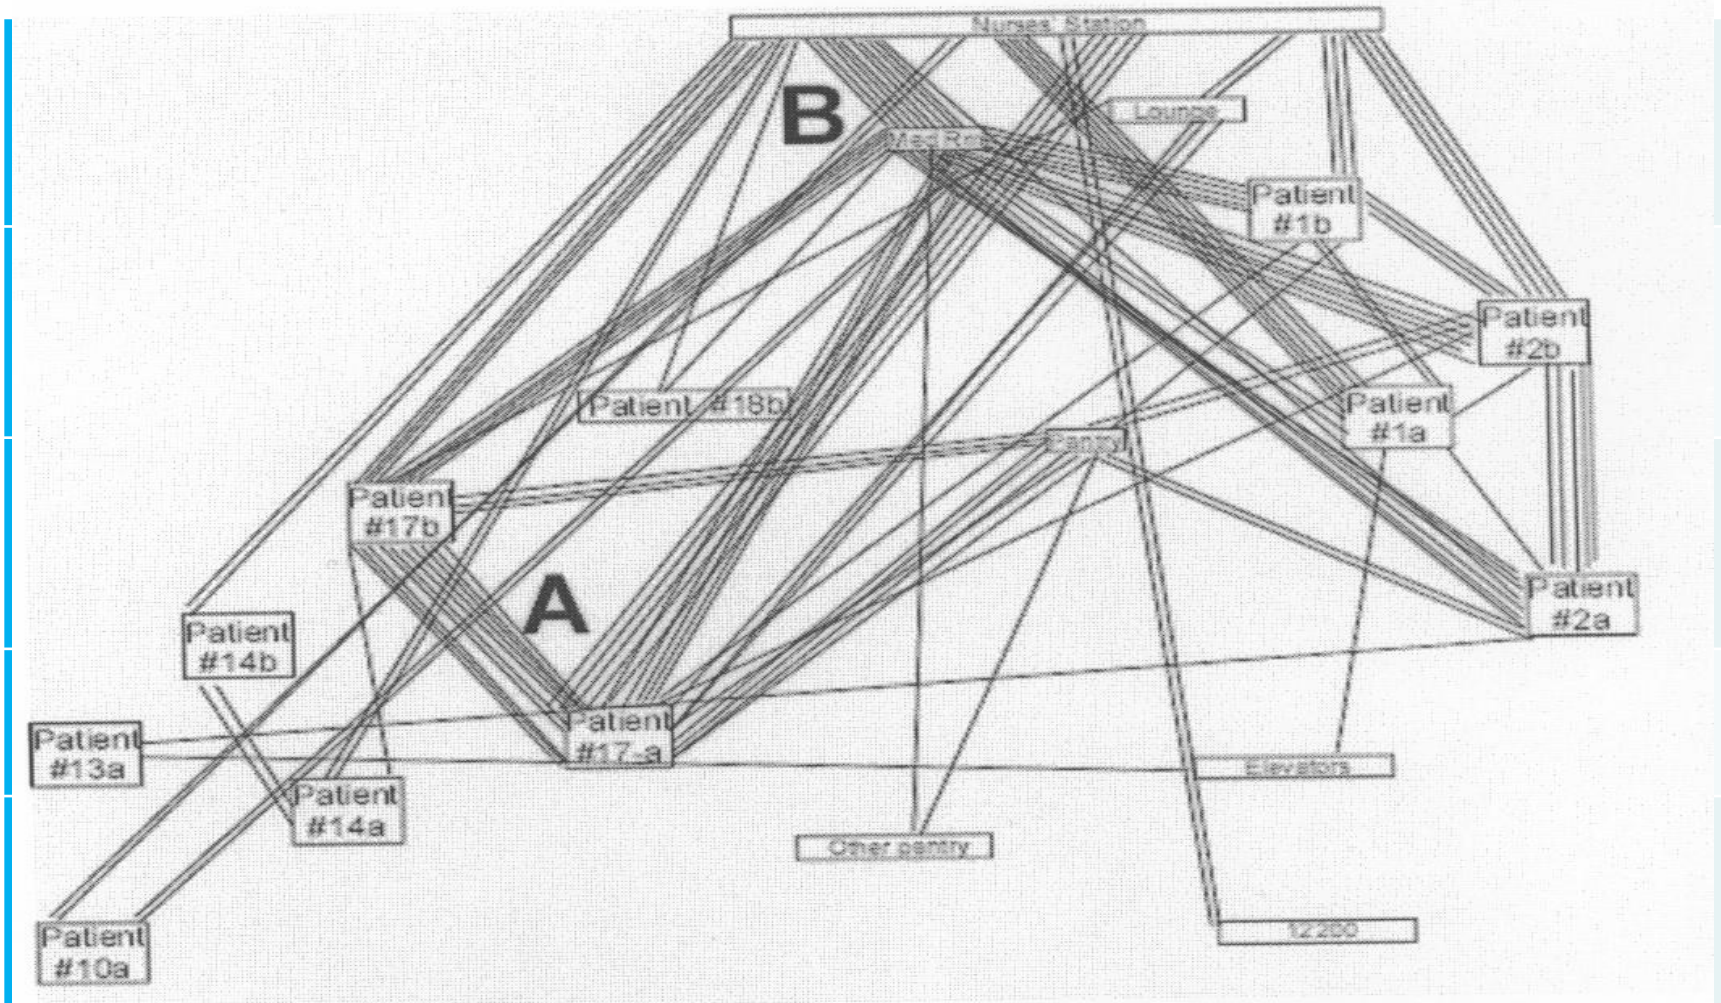 Nurses' Station
B
Lounge
Med Rm
Patient
#1b
Patient
#2b
Patient #18b
Patient
#1a
Pantry
Patient
#17b
A
Patient
#2a
Patient
#14b
Patient
#17-a
Patient
#13a
Elevators
Patient
#14a
Other pantry
12200
Patient
#10a